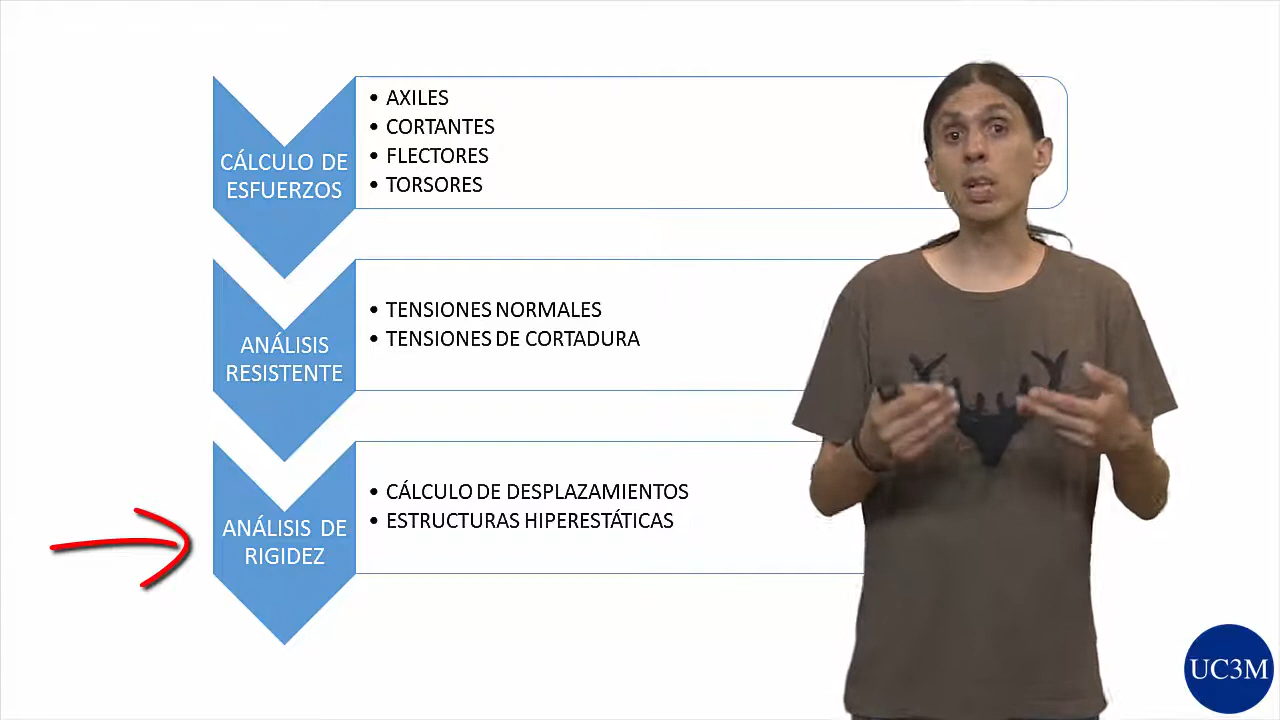 CÁLCULO DE
ESFUERZOS
• AXILES
• CORTANTES
• FLECTORES
• TORSORES
ANÁLISIS
RESISTENTE
• TENSIONES NORMALES
• TENSIONES DE CORTADURA
ANÁLISIS DE
RIGIDEZ
• CÁLCULO DE DESPLAZAMIENTOS
• ESTRUCTURAS HIPERESTÁTICAS
UC3M